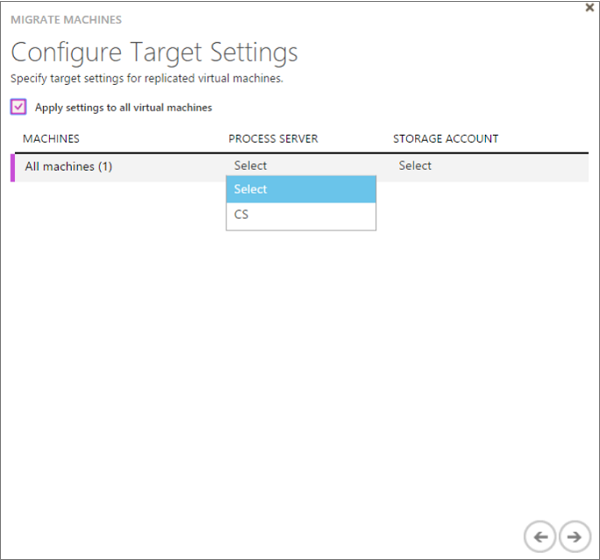 MIGRATE MACHINES
Configure Target Settings
Specify target settings for replicated virtual machines.
Apply settings to all virtual machines
MACHINES PROCESS SERVER STORAGE ACCOUNT
All machines (1) Select Select
Select
CS